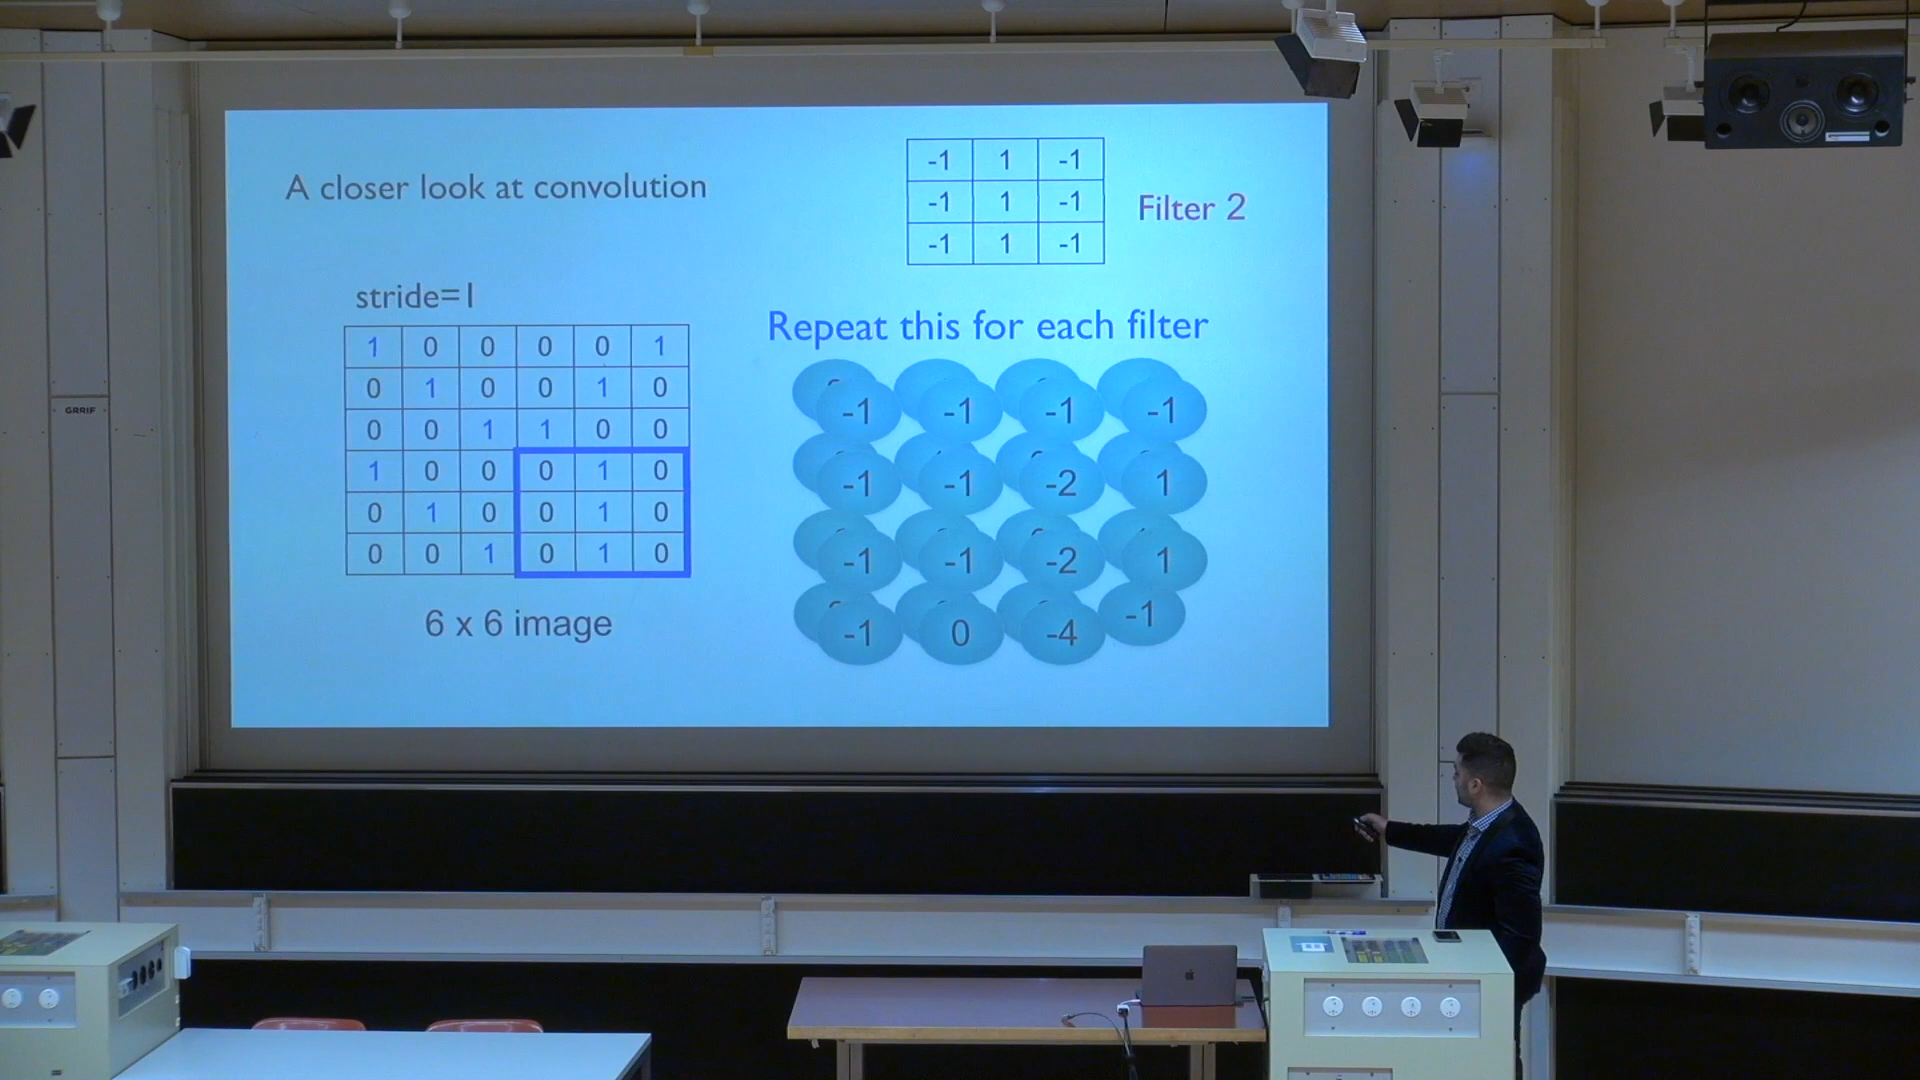 A closer look at convolution
-1 1 -1
-1 1 -1
-1 1 -1
Filter 2
stride=1
1 0 0 0 0 1
0 1 0 0 1 0
0 0 1 1 0 0
1 0 0 0 1 0
0 1 0 0 1 0
0 0 1 0 1 0
6 x 6 image
Repeat this for each filter
-1 -1 -1 -1
-1 -1 -2 1
-1 -1 -2 1
-1 0 -4 -1
GRRIF